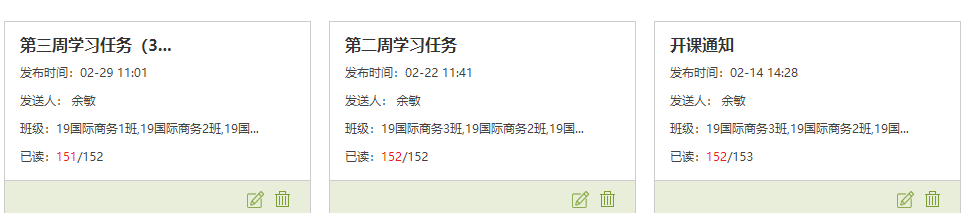 第三周学习任务（3...
发布时间：02-29 11:01
发送人： 余敏
班级：19国际商务1班,19国际商务2班,19国...
已读：151/152
第二周学习任务
发布时间：02-22 11:41
发送人： 余敏
班级：19国际商务3班,19国际商务2班,19国...
已读：152/152
开课通知
发布时间：02-14 14:28
发送人： 余敏
班级：19国际商务3班,19国际商务2班,19国...
已读：152/153